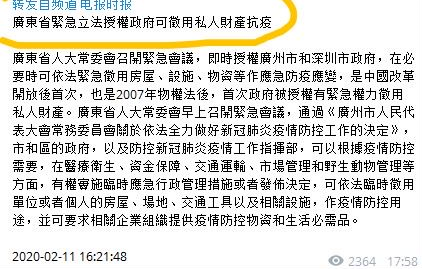 转发自频道 电报时报
廣東省緊急立法授權政府可徵用私人財產抗疫
廣東省人大常委會召開緊急會議，即時授權廣州市和深圳市政府，在必
要時可依法緊急徵用房屋、設施、物資等作應急防疫應變，是中國改革
開放後首次，也是2007年物權法後，首次政府被授權有緊急權力徵用
私人財產。廣東省人大常委會早上召開緊急會議，通過《廣州市人民代
表大會常務委員會關於依法全力做好新冠肺炎疫情防控工作的決定》，
市和區的政府，以及防控新冠肺炎疫情工作指揮部，可以根據疫情防控
需要，在醫療衛生、資金保障、交通運輸、市場管理和野生動物管理等
方面，有權實施臨時應急行政管理措施或者發佈決定，可依法臨時徵用
單位或者個人的房屋、場地、交通工具以及相關設施，作疫情防控用
途，並可要求相關企業組織提供疫情防控物資和生活必需品。
2020-02-11 16:21:48
2364 17:58